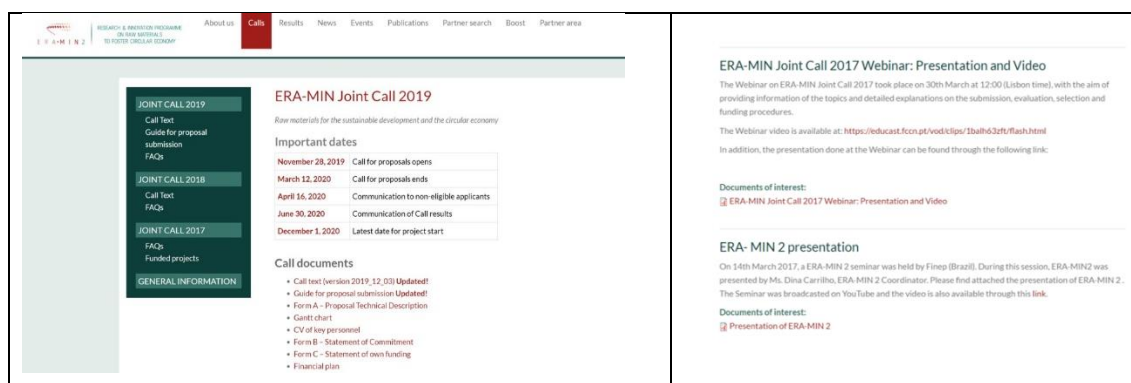 ERA-MIN2
RESEARCH & INNOVATION PROGRAMME
ON RAW MATERIALS
TO FOSTER CIRCULAR ECONOMY
About us Calls Results News Events Publications Partner search Boost Partner area
JOINT CALL 2019
Call Text
Guide for proposal
submission
FAQs
JOINT CALL 2018
Call Text
FAQs
JOINT CALL 2017
FAQs
Funded projects
GENERAL INFORMATION
ERA-MIN Joint Call 2019
Raw materials for the sustainable development and the circular economy
Important dates
November 28, 2019 Call for proposals opens
March 12, 2020 Call for proposals ends
April 16, 2020 Communication to non-eligible applicants
June 30, 2020 Communication of Call results
December 1, 2020 Latest date for project start
Call documents
• Call text (version 2019_12_03) Updated!
• Guide for proposal submission Updated!
• Form A – Proposal Technical Description
• Gantt chart
• CV of key personnel
• Form B – Statement of Commitment
• Form C – Statement of own funding
• Financial plan
ERA-MIN Joint Call 2017 Webinar: Presentation and Video
The Webinar on ERA-MIN Joint Call 2017 took place on 30th March at 12:00 (Lisbon time), with the aim of
providing information of the topics and detailed explanations on the submission, evaluation, selection and
funding procedures.
The Webinar video is available at: https://educast.fccn.pt/vod/clips/1balh63zft/flash.html
In addition, the presentation done at the Webinar can be found through the following link:
Documents of interest:
ERA-MIN Joint Call 2017 Webinar: Presentation and Video
ERA- MIN 2 presentation
On 14th March 2017, a ERA-MIN 2 seminar was held by Finep (Brazil). During this session, ERA-MIN2 was
presented by Ms. Dina Carrilho, ERA-MIN 2 Coordinator. Please find attached the presentation of ERA-MIN 2 .
The Seminar was broadcasted on YouTube and the video is also available through this link.
Documents of interest:
Presentation of ERA-MIN 2